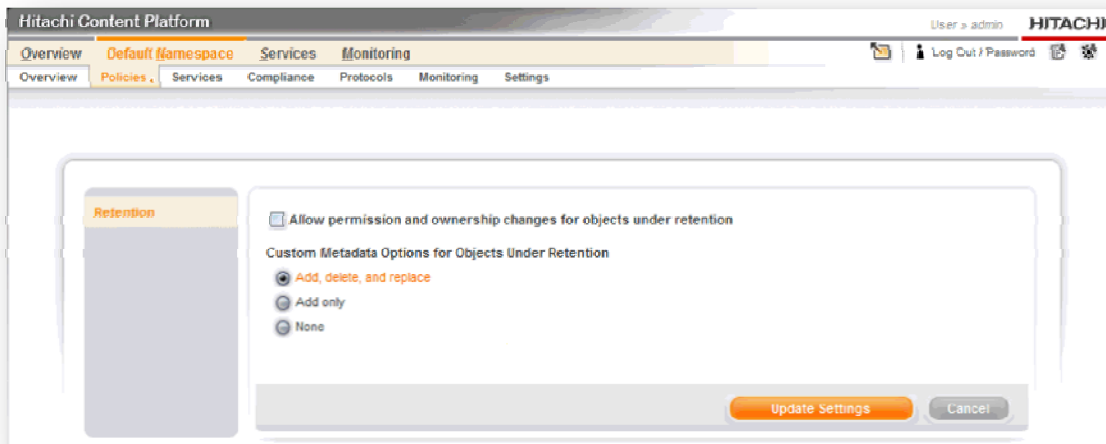 Hitachi Content Platform
User » admin HITACHI
Overview Default Namespace Services Monitoring
Log Out / Password
Overview Policies Services Compliance Protocols Monitoring Settings
Retention
Allow permission and ownership changes for objects under retention
Custom Metadata Options for Objects Under Retention
Add, delete, and replace
Add only
None
Update Settings Cancel